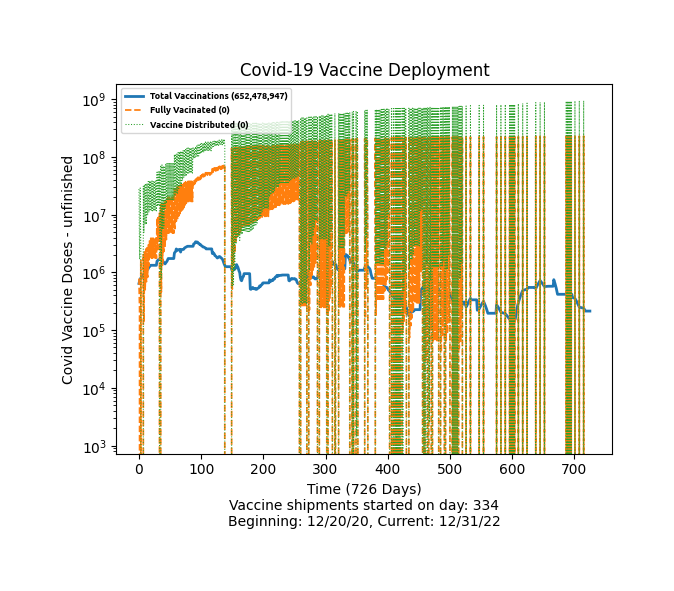 Covid-19 Vaccine Deployment
Total Vaccinations (652,478,947)
Fully Vacinated (0)
Vaccine Distributed (0)
Covid Vaccine Doses - unfinished
10⁹
10⁸
10⁷
10⁶
10⁵
10⁴
10³
0 100 200 300 400 500 600 700
Time (726 Days)
Vaccine shipments started on day: 334
Beginning: 12/20/20, Current: 12/31/22